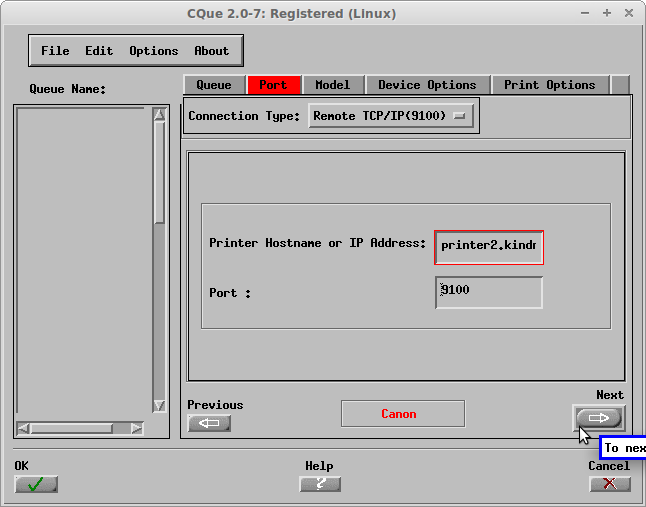 CQue 2.0-7: Registered (Linux)
File Edit Options About
Queue Name:
Queue Port Model Device Options Print Options
Connection Type: Remote TCP/IP(9100)
Printer Hostname or IP Address: printer2.kind
Port : 9100
Previous
Canon
Next
To nex
OK
Help
?
Cancel